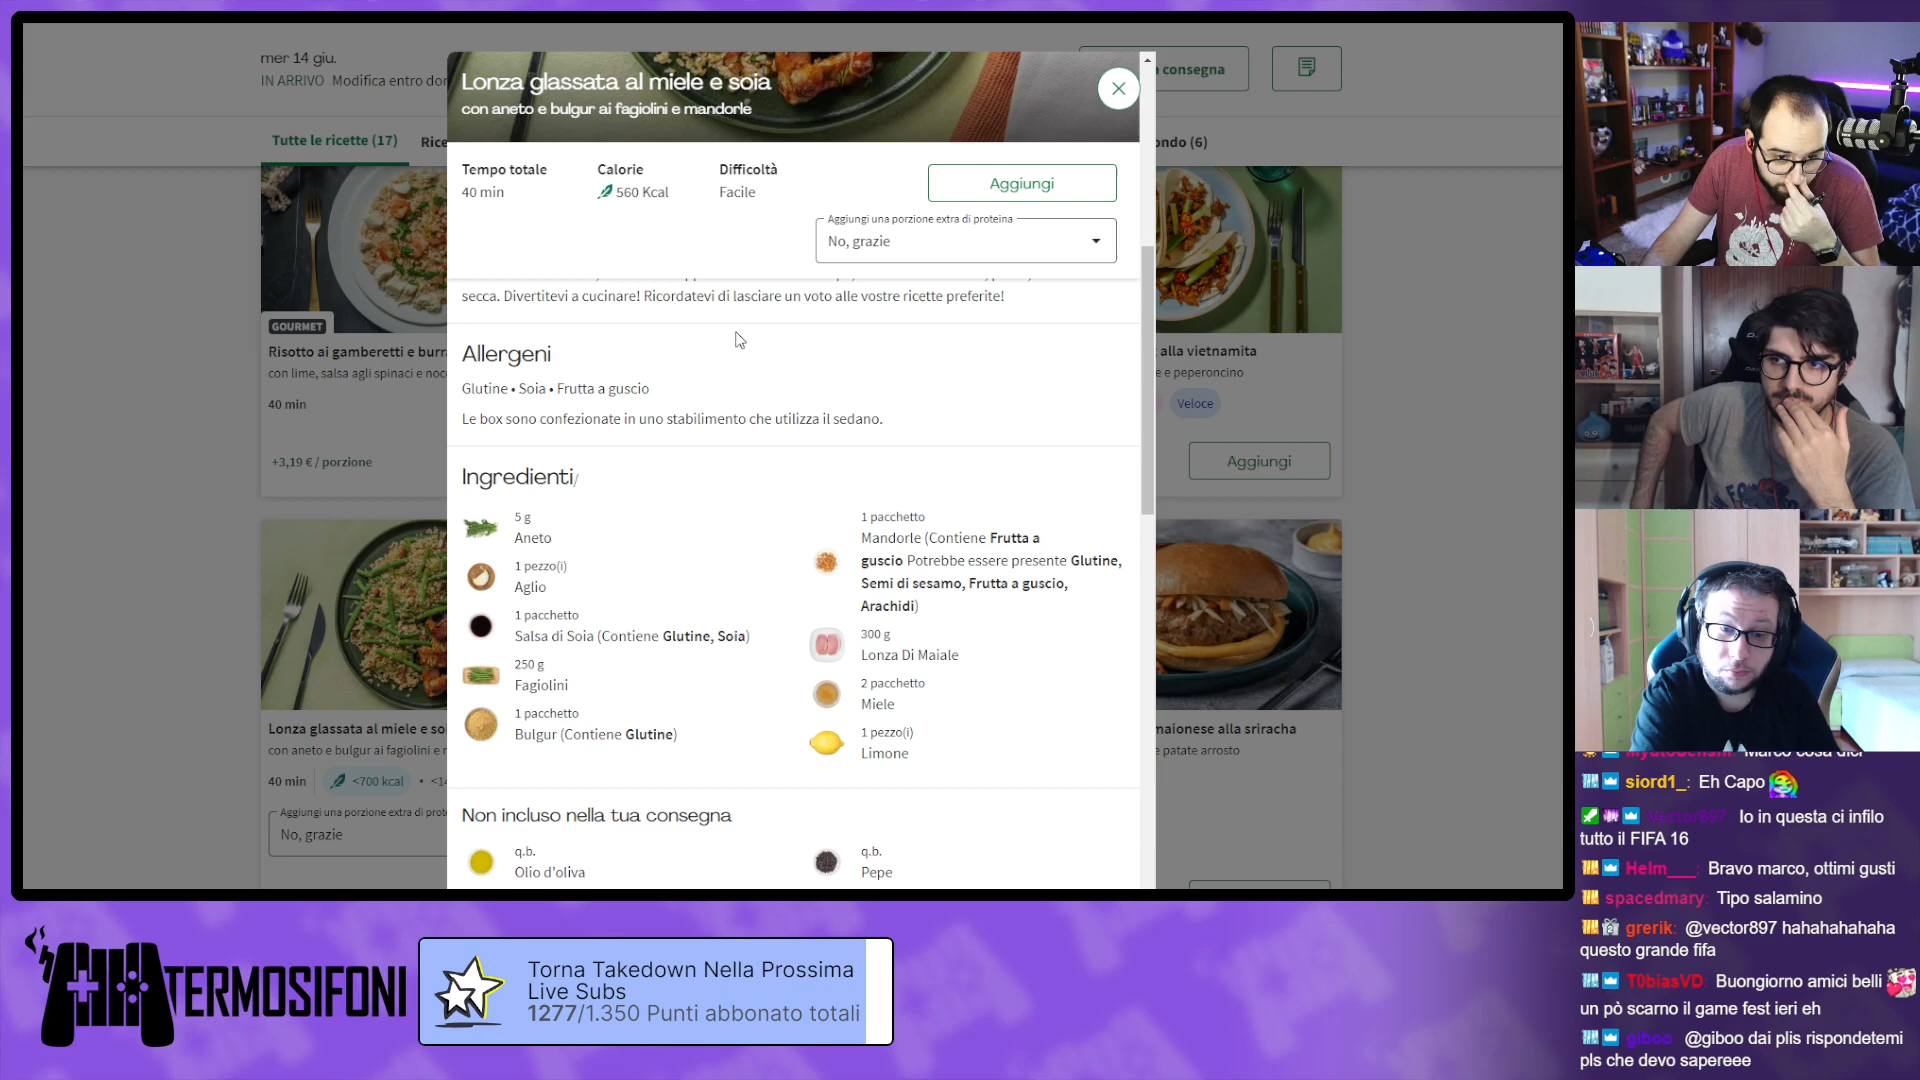 mer 14 giu.
IN ARRIVO Modifica entro
consegna
Tutte le ricette (17)
Lonza glassata al miele e soia
con aneto e bulgur ai fagiolini e mandorle
Tempo totale
40 min
Calorie
560 Kcal
Difficoltà
Facile
Aggiungi
Aggiungi una porzione extra di proteina
No, grazie
secca. Divertitevi a cucinare! Ricordatevi di lasciare un voto alle vostre ricette preferite!
Allergeni
Glutine • Soia • Frutta a guscio
Le box sono confezionate in uno stabilimento che utilizza il sedano.
Ingredienti/
5 g
Aneto
1 pezzo(i)
Aglio
1 pacchetto
Salsa di Soia (Contiene Glutine, Soia)
250 g
Fagiolini
1 pacchetto
Bulgur (Contiene Glutine)
1 pacchetto
Mandorle (Contiene Frutta a
guscio Potrebbe essere presente Glutine,
Semi di sesamo, Frutta a guscio,
Arachidi)
300 g
Lonza Di Maiale
2 pacchetto
Miele
1 pezzo(i)
Limone
Non incluso nella tua consegna
q.b.
Olio d'oliva
q.b.
Pepe
GOURMET
Risotto ai gamberetti e
con lime, salsa agli spinaci e
40 min
+3,19 € / porzione
Lonza glassata al miele e
con aneto e bulgur ai fagiolini e
40 min
<700 kcal
Aggiungi una porzione extra di
No, grazie
ondo (6)
alla vietnamita
e peperoncino
Veloce
Aggiungi
maionese alla sriracha
e patate arrosto
Marco cosa dici
siord1_: Eh Capo
Vector897 Io in questa ci infilo
tutto il FIFA 16
Helm___: Bravo marco, ottimi gusti
spacedmary: Tipo salamino
grerik: @vector897 hahahahahaha
questo grande fifa
T0biasVD: Buongiorno amici belli
un pò scarno il game fest ieri eh
giboo: @giboo dai plis rispondetemi
pls che devo sapereee
TERMOSIFONI
Torna Takedown Nella Prossima
Live Subs
1277/1.350 Punti abbonato totali